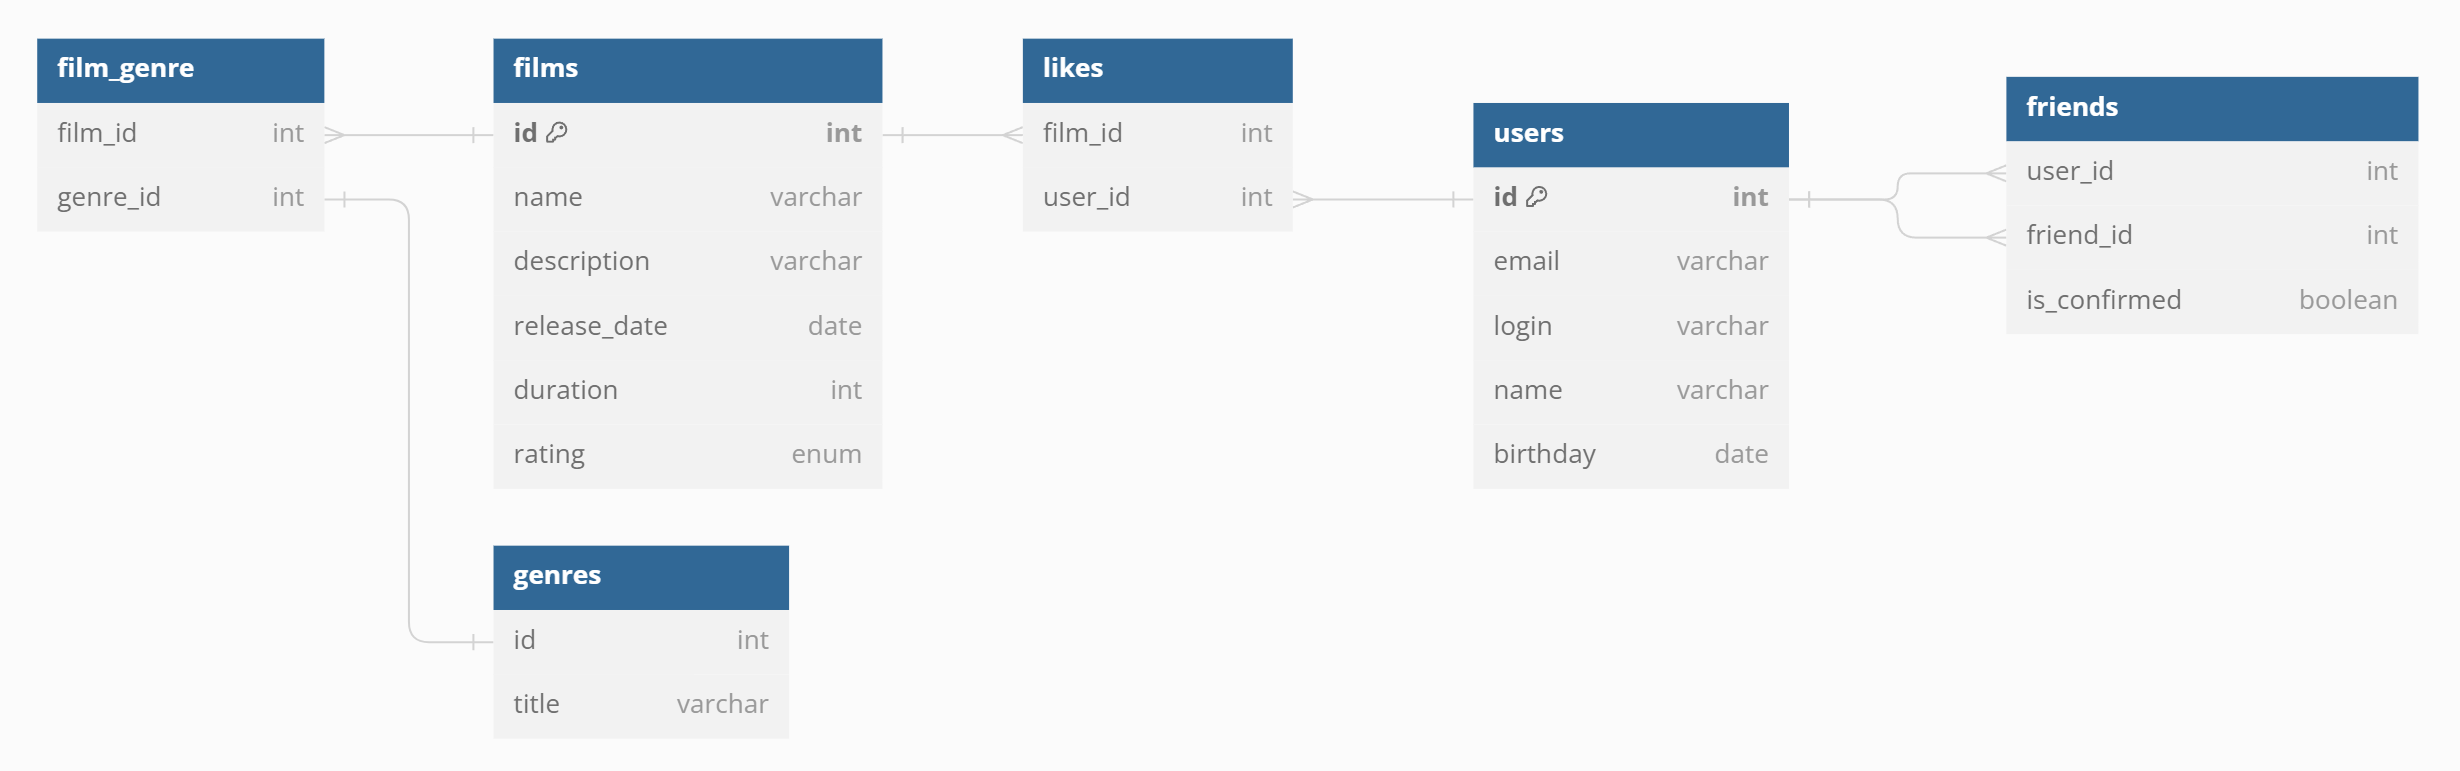 film_genre
film_id int
genre_id int
films
id int
name varchar
description varchar
release_date date
duration int
rating enum
genres
id int
title varchar
likes
film_id int
user_id int
users
id int
email varchar
login varchar
name varchar
birthday date
friends
user_id int
friend_id int
is_confirmed boolean